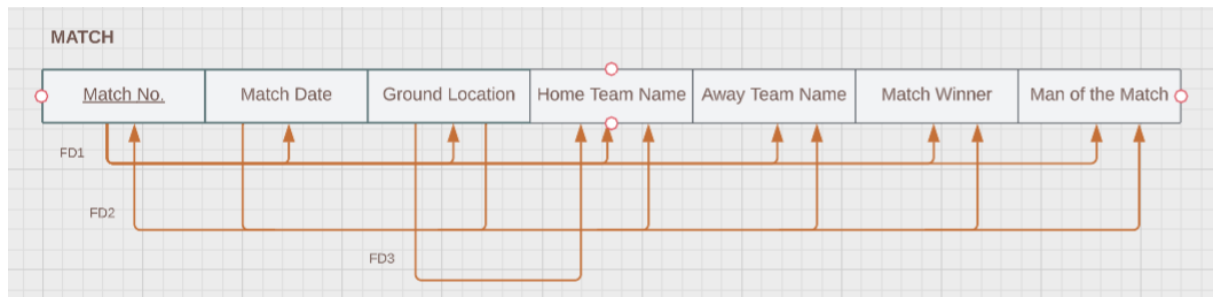 MATCH
Match No. Match Date Ground Location Home Team Name Away Team Name Match Winner Man of the Match
FD1
FD2
FD3